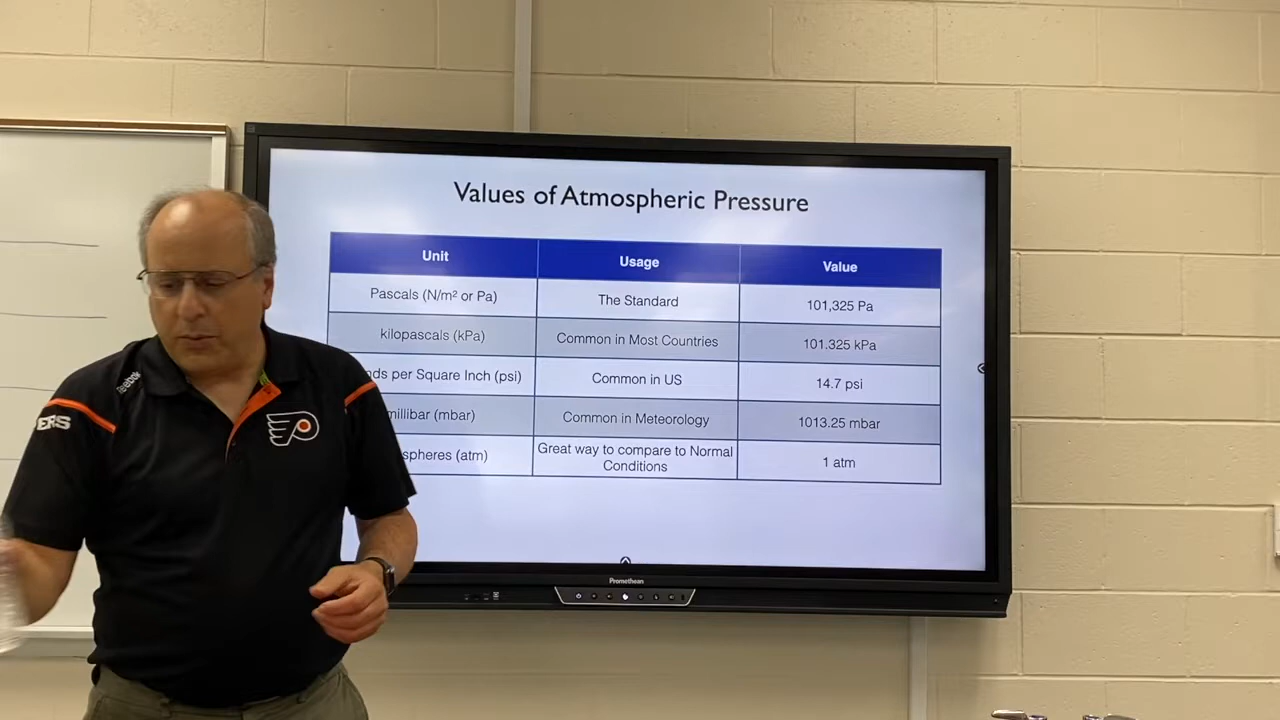 Values of Atmospheric Pressure
Unit Usage Value
Pascals (N/m² or Pa) The Standard 101,325 Pa
kilopascals (kPa) Common in Most Countries 101.325 kPa
nds per Square Inch (psi) Common in US 14.7 psi
millibar (mbar) Common in Meteorology 1013.25 mbar
spheres (atm) Great way to compare to Normal
Conditions
1 atm
Promethean
Reebok
ERS